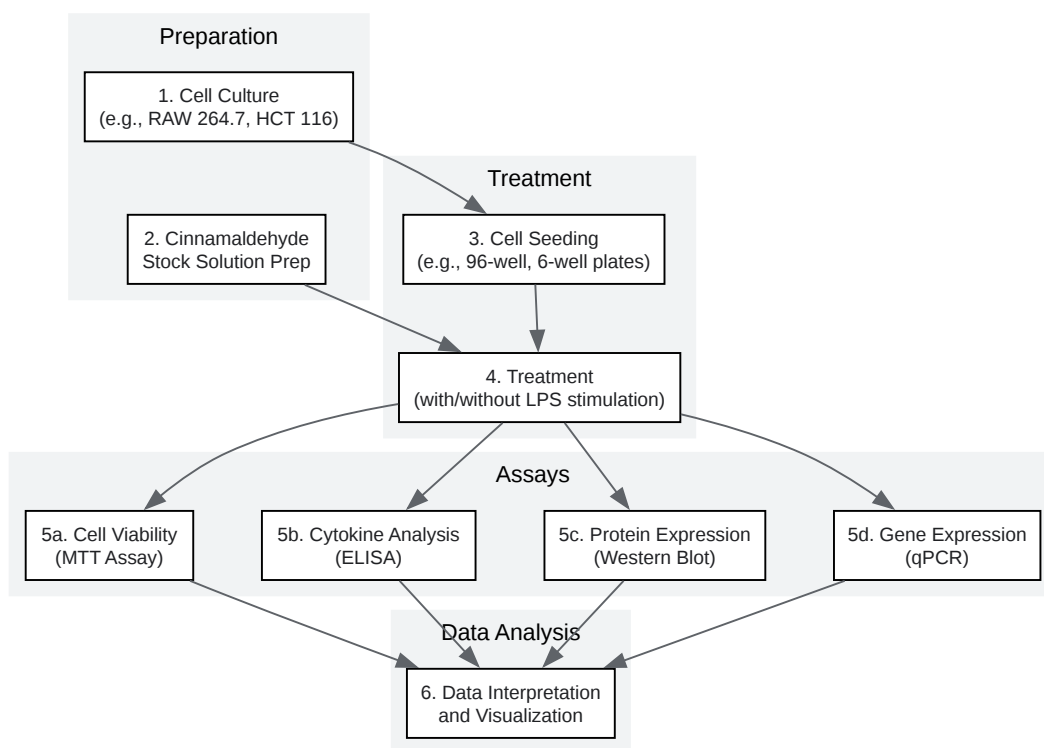 Preparation
1. Cell Culture
(e.g., RAW 264.7, HCT 116)
Treatment
2. Cinnamaldehyde
Stock Solution Prep
3. Cell Seeding
(e.g., 96-well, 6-well plates)
4. Treatment
(with/without LPS stimulation)
Assays
5a. Cell Viability
(MTT Assay)
5b. Cytokine Analysis
(ELISA)
5c. Protein Expression
(Western Blot)
5d. Gene Expression
(qPCR)
Data Analysis
6. Data Interpretation
and Visualization